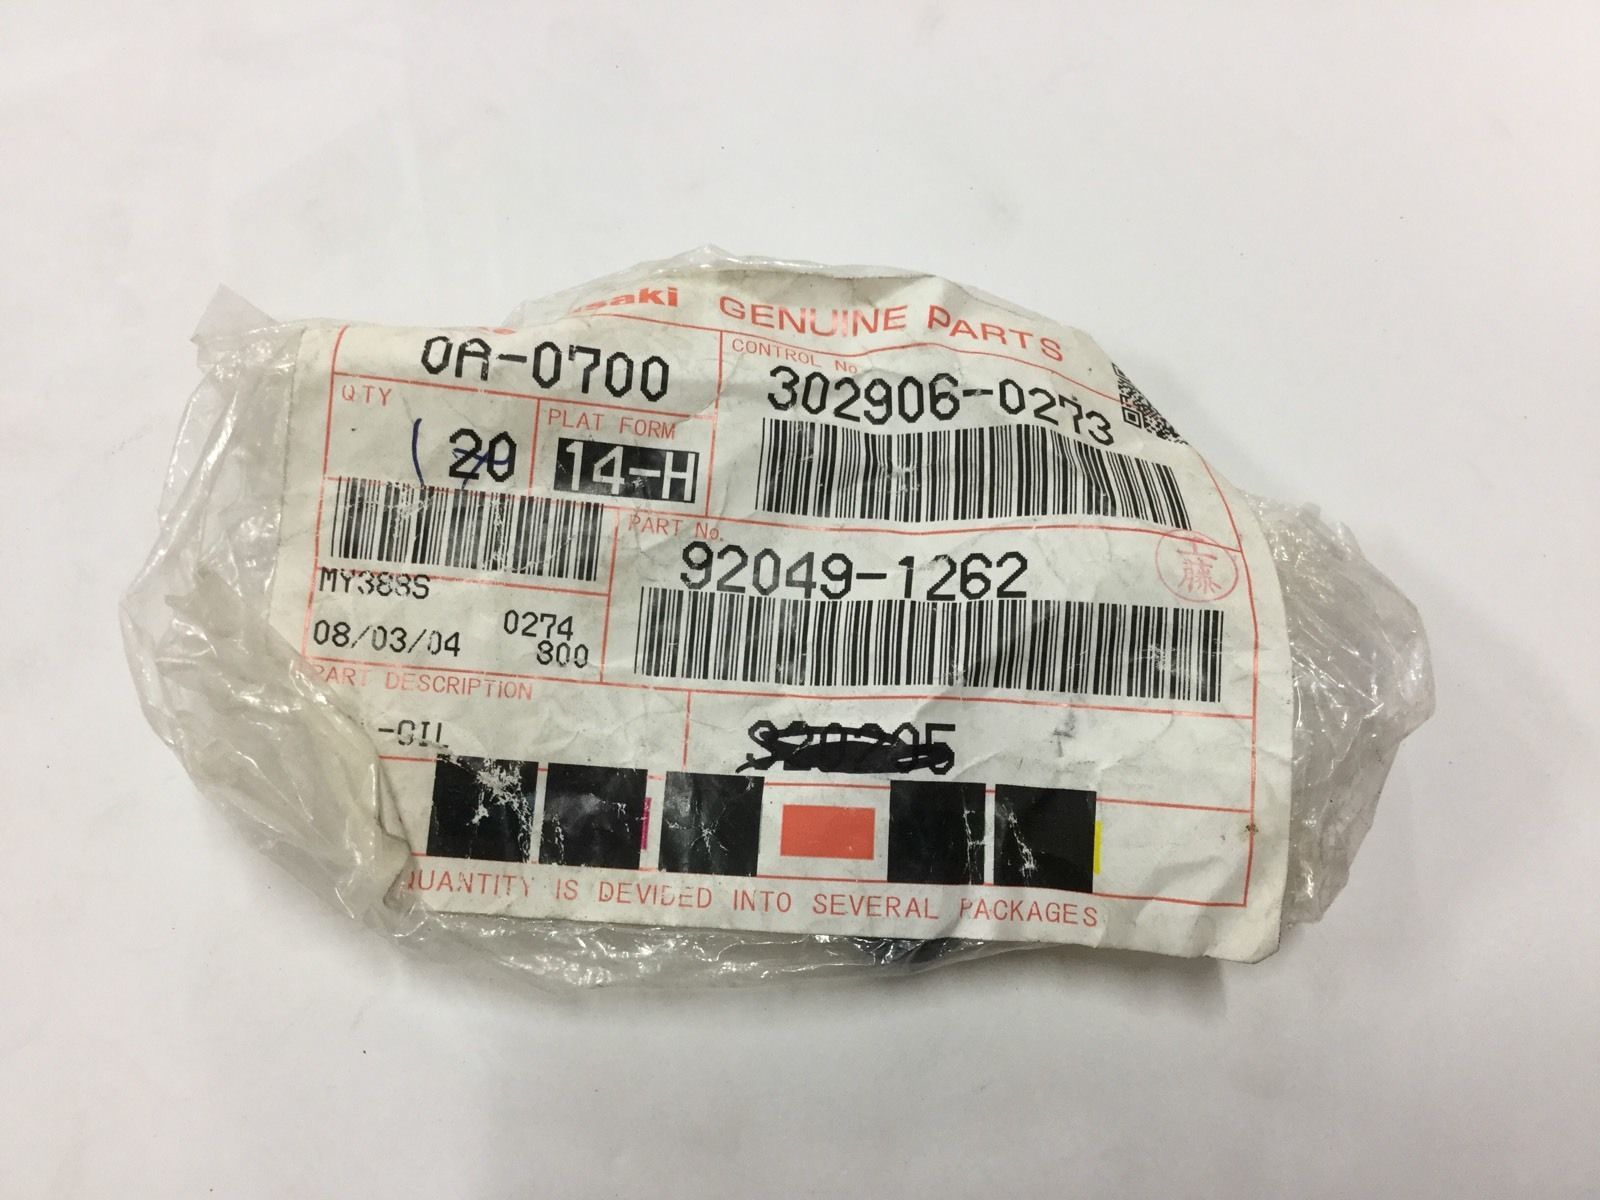 GENUINE PARTS
0A-0700
CONTROL No
302906-0273
QTY
20
PLAT FORM
14-H
PART No.
92049-1262
MY388S
0274
08/03/04
800
PART DESCRIPTION
-OIL
IS DEVIDED INTO SEVERAL PACKAGES